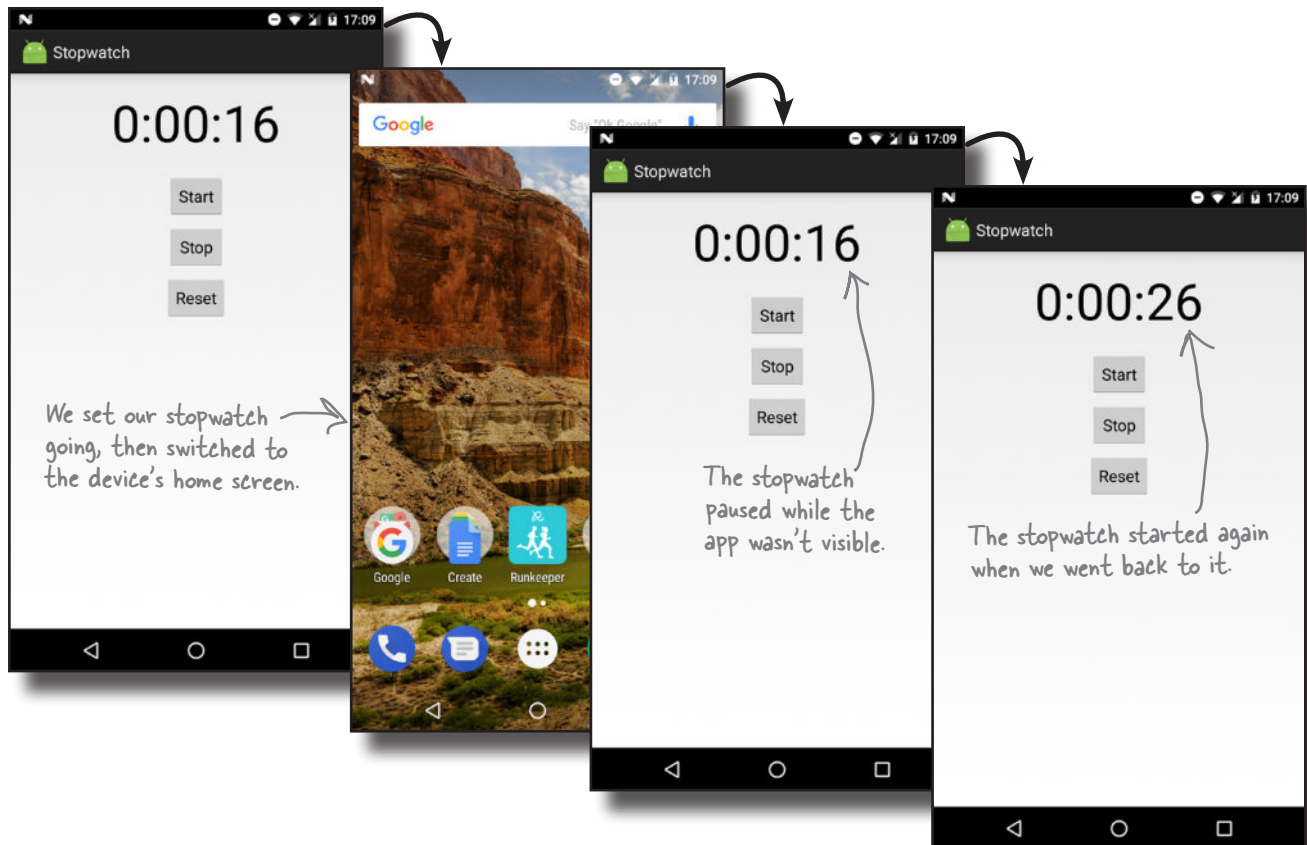 17:09
Stopwatch
0:00:16
Start
Stop
Reset
We set our stopwatch
going, then switched to
the device's home screen.
17:09
Google
Say "Ok Google"
Google
Create
Runkeeper
17:09
Stopwatch
0:00:16
Start
Stop
Reset
The stopwatch
paused while the
app wasn't visible.
17:09
Stopwatch
0:00:26
Start
Stop
Reset
The stopwatch started again
when we went back to it.